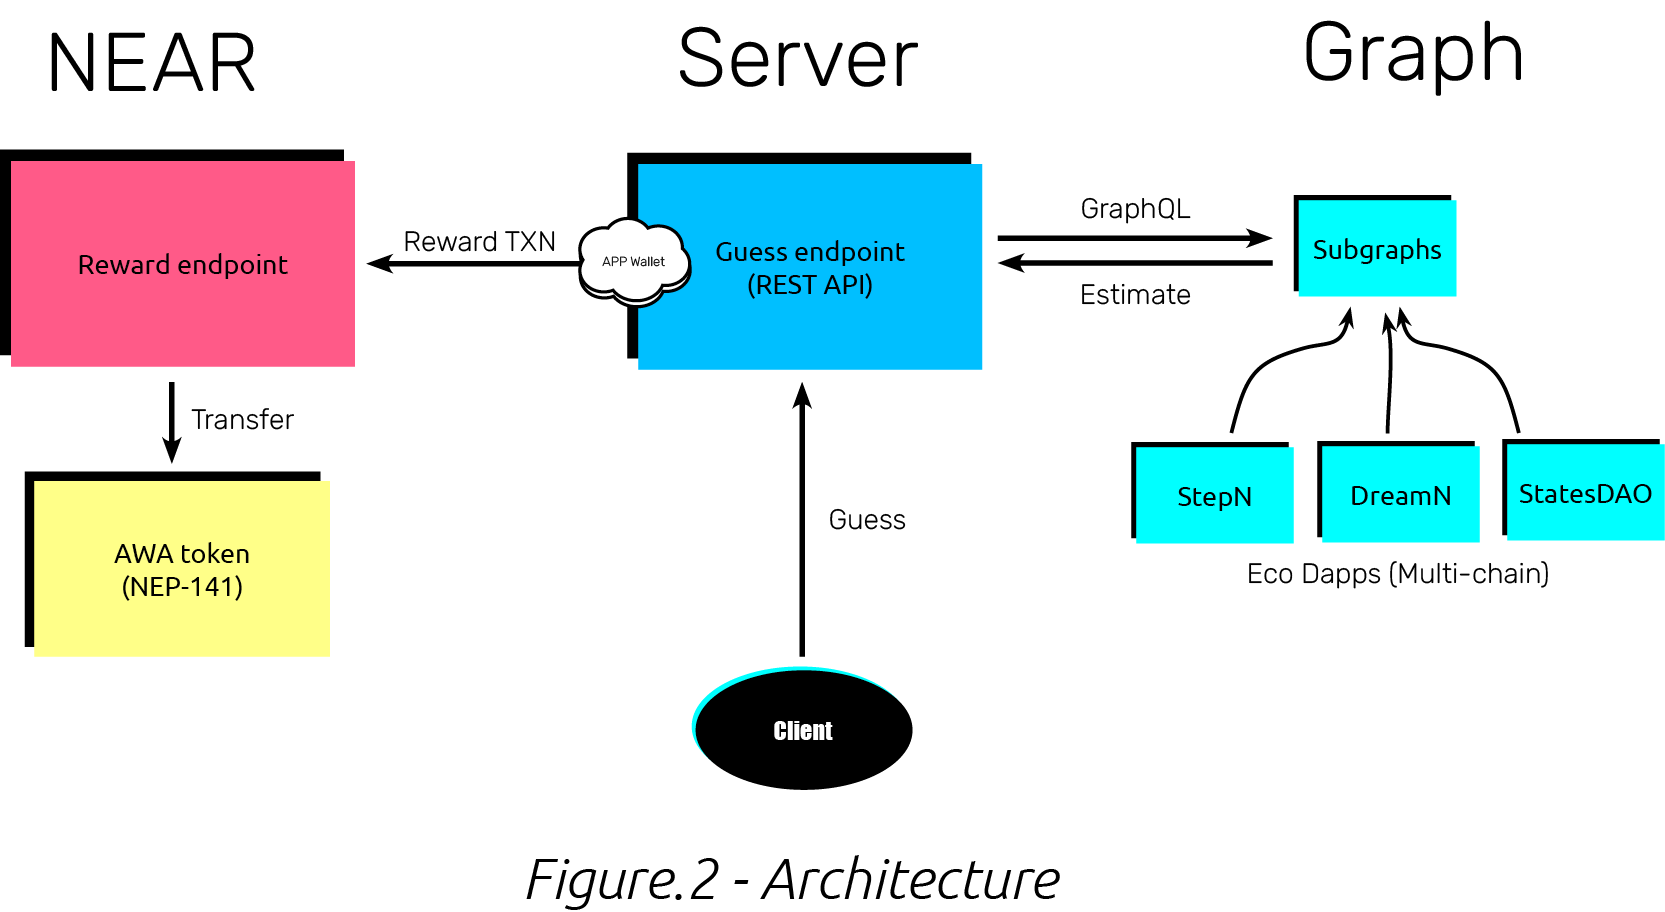 NEAR
Server
Graph
Reward endpoint
Reward TXN
APP Wallet
Guess endpoint
(REST API)
GraphQL
Estimate
Subgraphs
Transfer
AWA token
(NEP-141)
Guess
StepN
DreamN
StatesDAO
Eco Dapps (Multi-chain)
Client
Figure.2 - Architecture